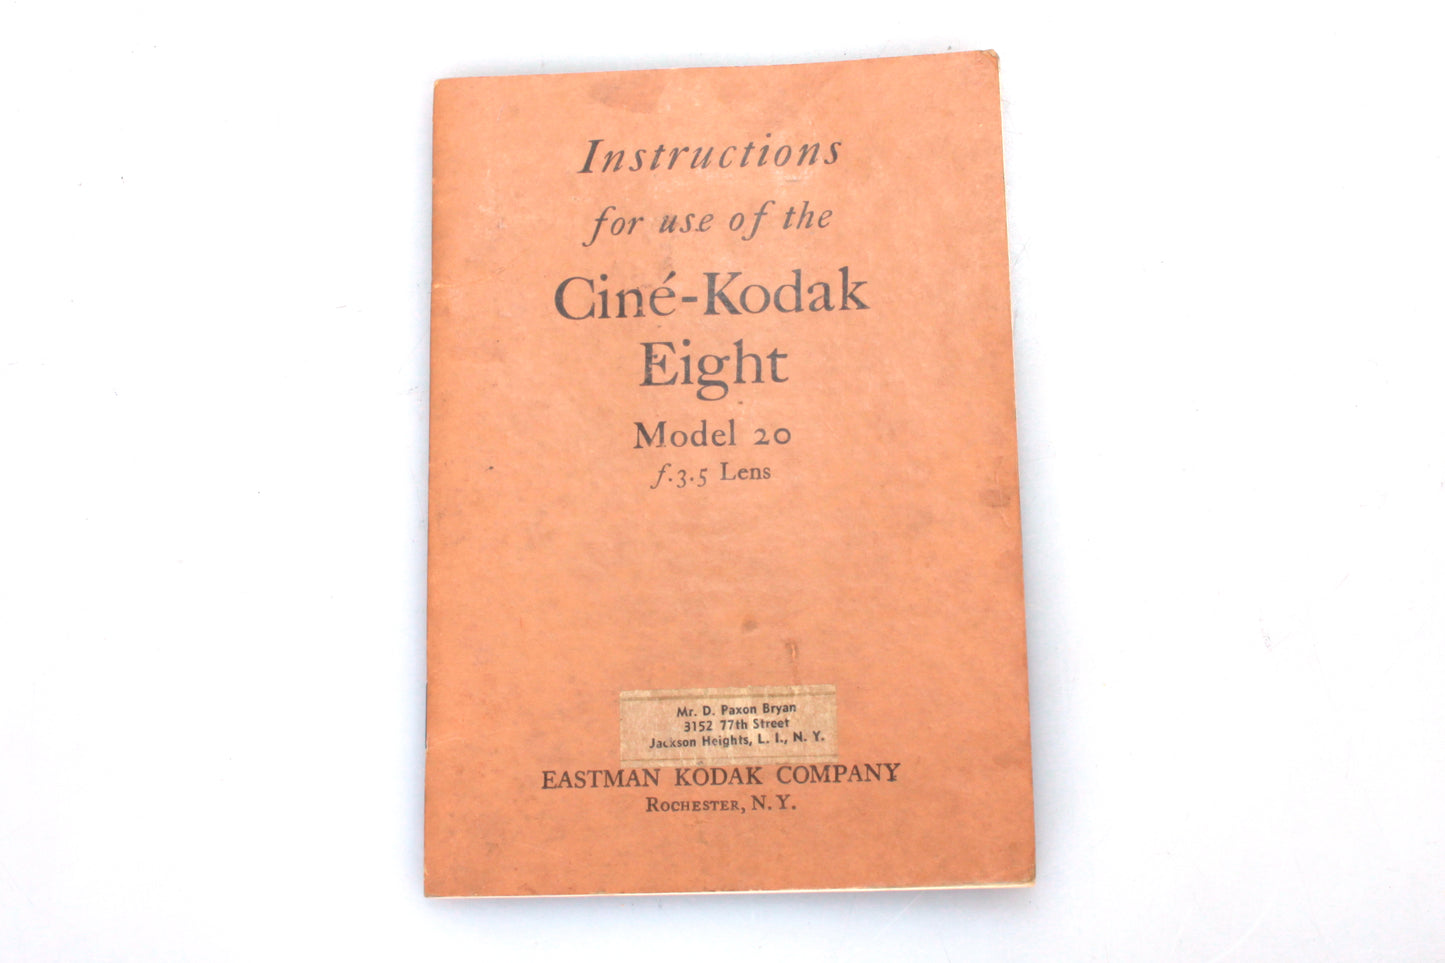 Instructions
for use of the
Ciné-Kodak
Eight
Model 20
f.3.5 Lens
Mr. D. Paxon Bryan
3152 77th Street
Jackson Heights, L. I., N. Y.
EASTMAN KODAK COMPANY
ROCHESTER, N. Y.